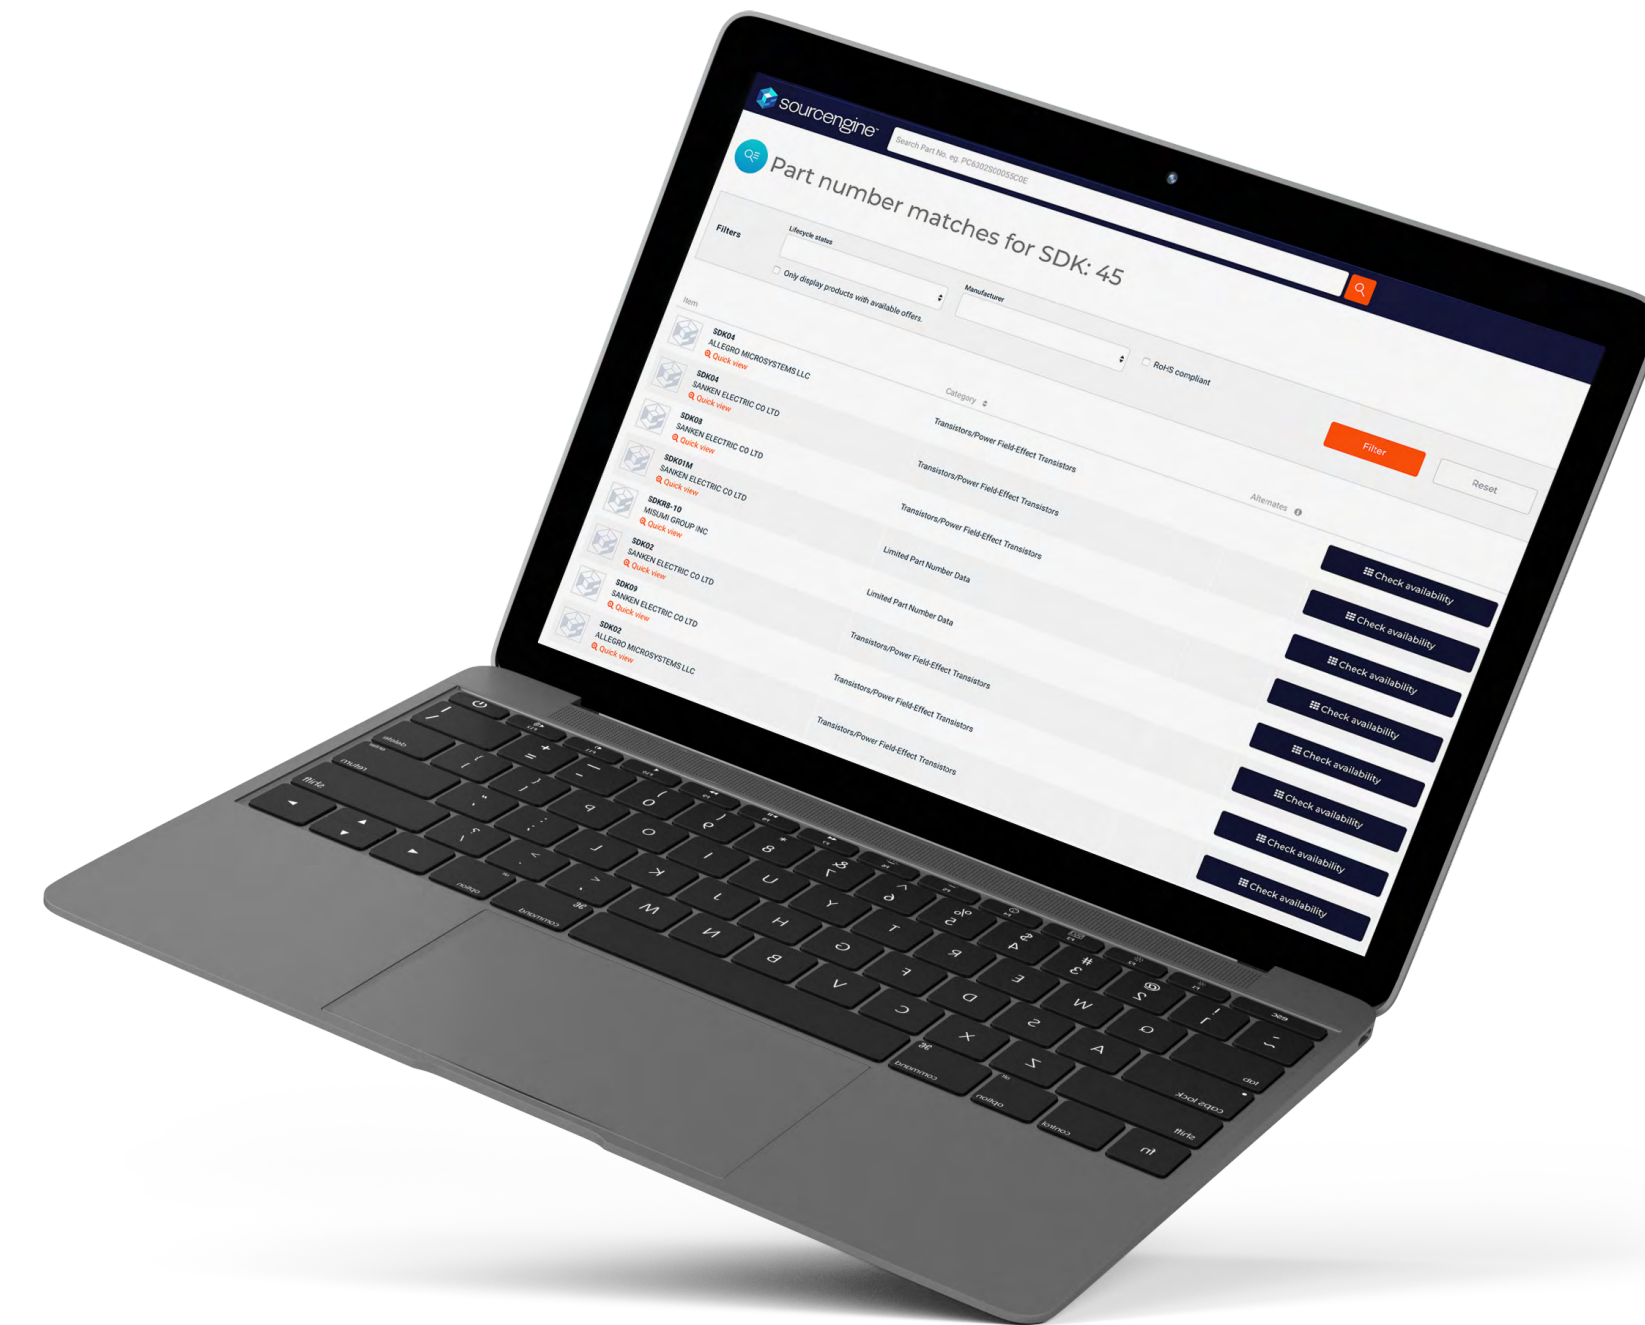 sourcengine
Search Part No. eg. PC6302S00055C0E
Part number matches for SDK: 45
Filters
Lifecycle status
Only display products with available offers.
Manufacturer
RoHS compliant
Filter
Reset
Item
Category
Alternates
SDK04
ALLEGRO MICROSYSTEMS LLC
Quick view
Transistors/Power Field-Effect Transistors
Check availability
SDK04
SANKEN ELECTRIC CO LTD
Quick view
Transistors/Power Field-Effect Transistors
Check availability
SDK08
SANKEN ELECTRIC CO LTD
Quick view
Transistors/Power Field-Effect Transistors
Check availability
SDK01M
SANKEN ELECTRIC CO LTD
Quick view
Limited Part Number Data
Check availability
SDKR8-10
MISUMI GROUP INC
Quick view
Limited Part Number Data
Check availability
SDK02
SANKEN ELECTRIC CO LTD
Quick view
Transistors/Power Field-Effect Transistors
Check availability
SDK09
SANKEN ELECTRIC CO LTD
Quick view
Transistors/Power Field-Effect Transistors
Check availability
SDK02
ALLEGRO MICROSYSTEMS LLC
Quick view
Transistors/Power Field-Effect Transistors
Check availability